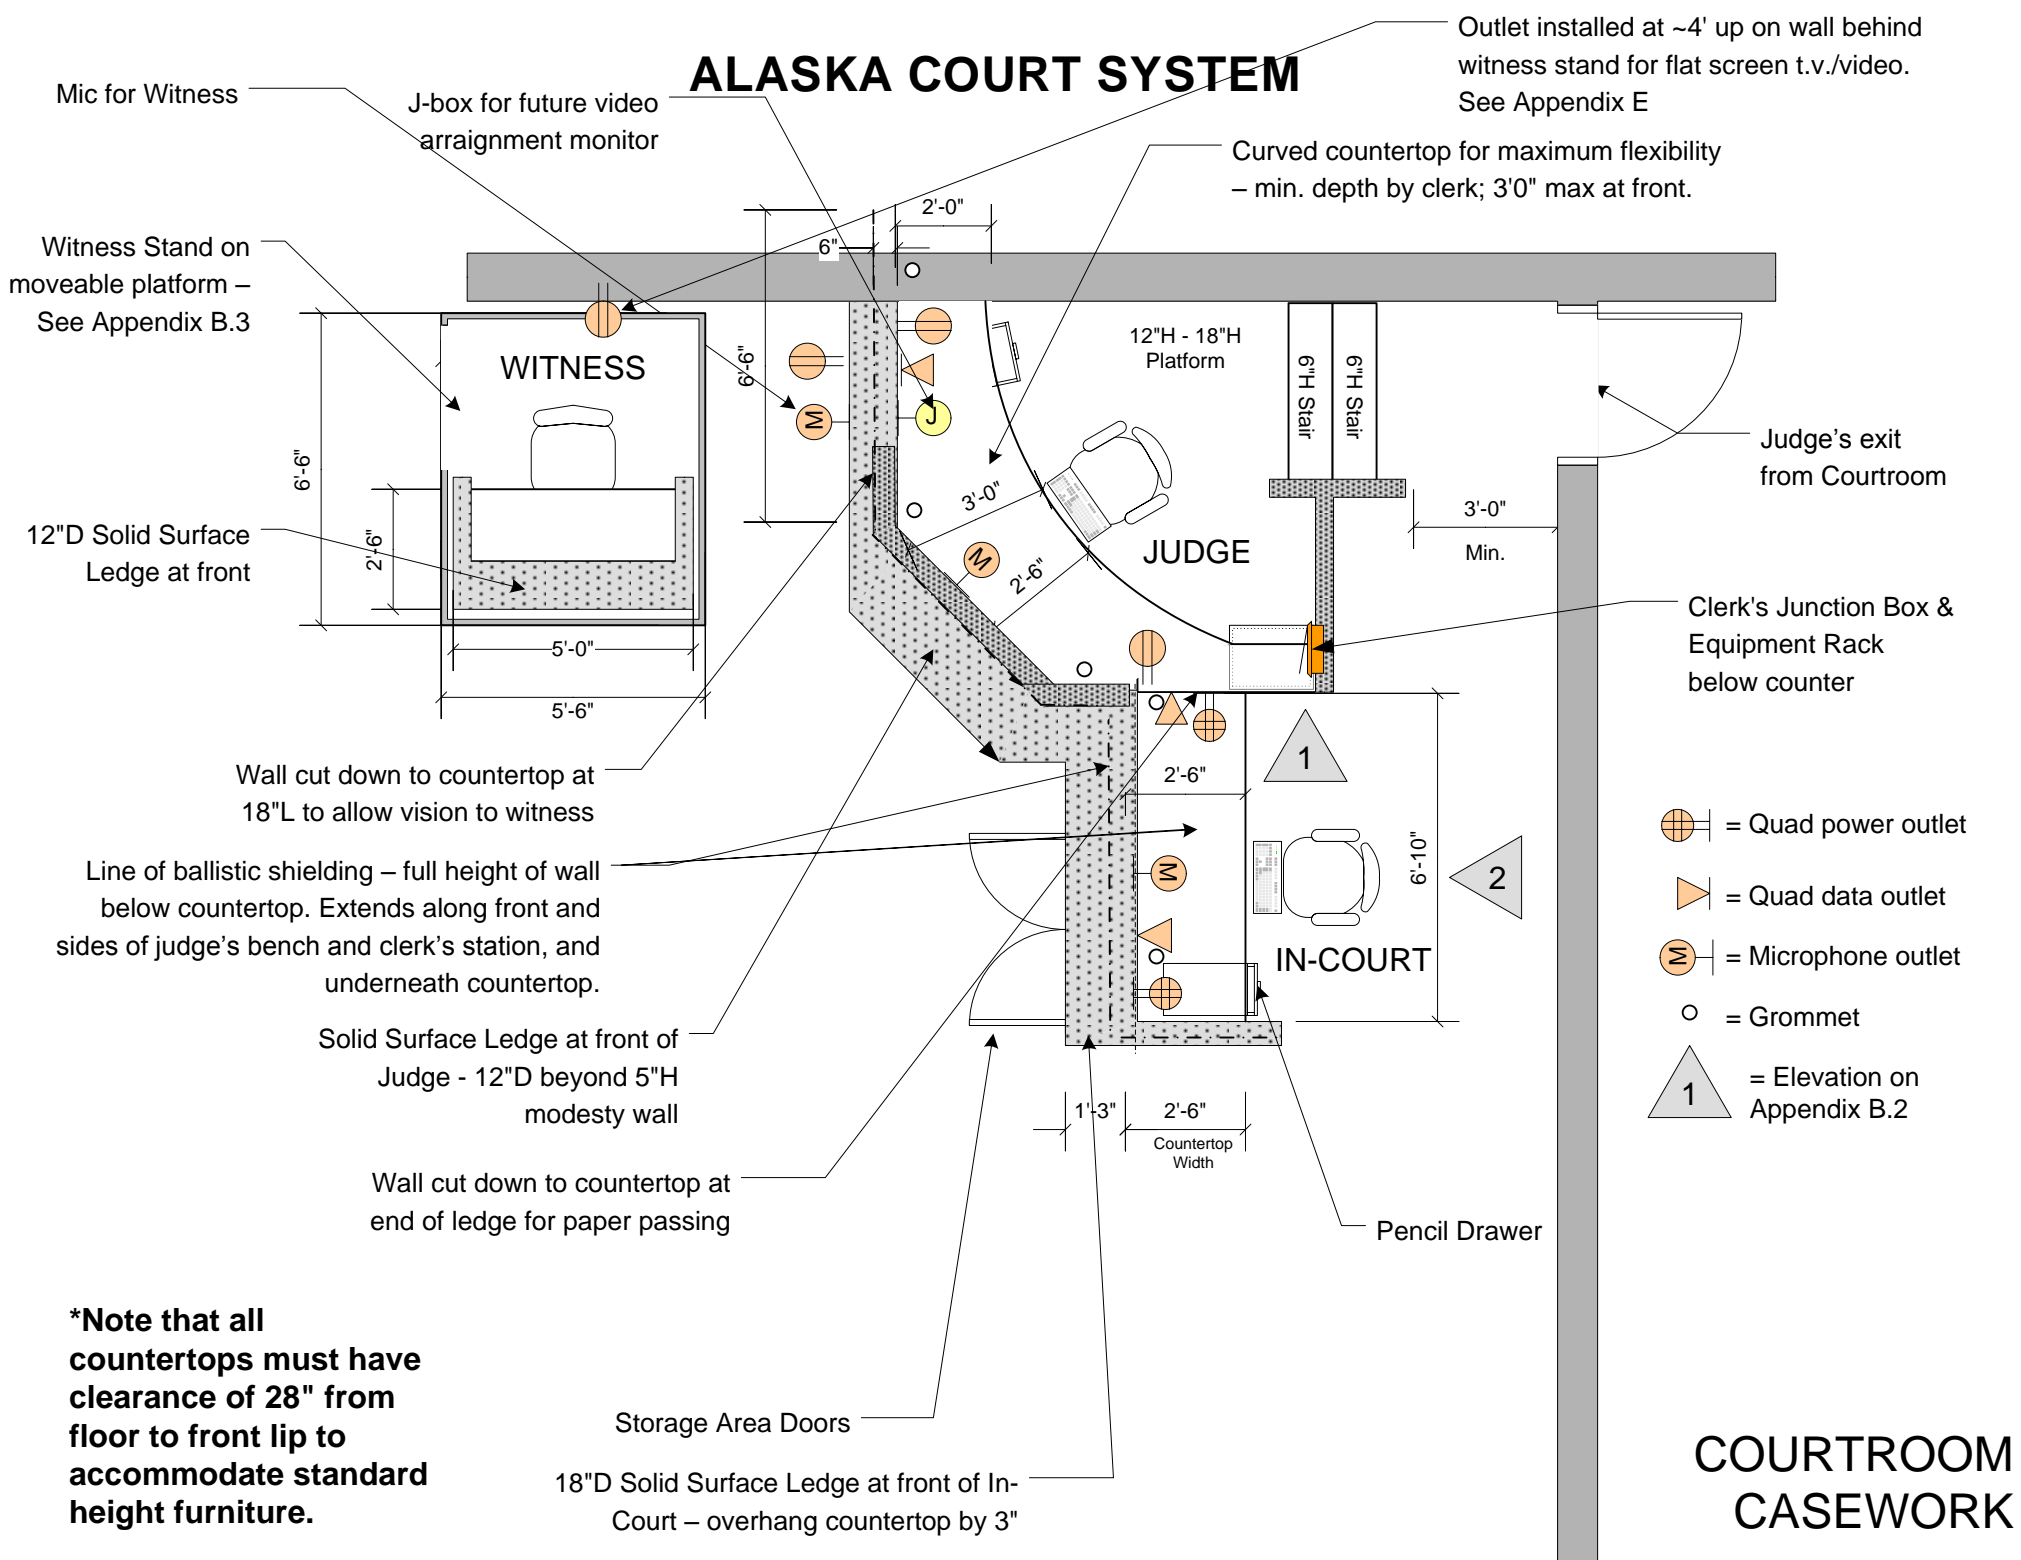 ALASKA COURT SYSTEM
Outlet installed at ~4' up on wall behind
witness stand for flat screen t.v./video.
See Appendix E
Mic for Witness
J-box for future video
arraignment monitor
Curved countertop for maximum flexibility
– min. depth by clerk; 3'0" max at front.
Witness Stand on
moveable platform –
See Appendix B.3
2'-0"
6"
WITNESS
6'-6"
12"H - 18"H
Platform
6"H Stair
6"H Stair
M
J
Judge's exit
from Courtroom
6'-6"
2'-6"
12"D Solid Surface
Ledge at front
3'-0"
M
2'-6"
JUDGE
3'-0"
Min.
Clerk's Junction Box &
Equipment Rack
below counter
5'-0"
5'-6"
Wall cut down to countertop at
18"L to allow vision to witness
2'-6"
1
6'-10"
2
M
IN-COURT
Line of ballistic shielding – full height of wall
below countertop. Extends along front and
sides of judge's bench and clerk's station, and
underneath countertop.
= Quad power outlet
= Quad data outlet
M = Microphone outlet
= Grommet
1 = Elevation on
Appendix B.2
Solid Surface Ledge at front of
Judge - 12"D beyond 5"H
modesty wall
1'-3"
2'-6"
Countertop
Width
Wall cut down to countertop at
end of ledge for paper passing
Pencil Drawer
*Note that all
countertops must have
clearance of 28" from
floor to front lip to
accommodate standard
height furniture.
Storage Area Doors
18"D Solid Surface Ledge at front of In-
Court – overhang countertop by 3"
COURTROOM
CASEWORK